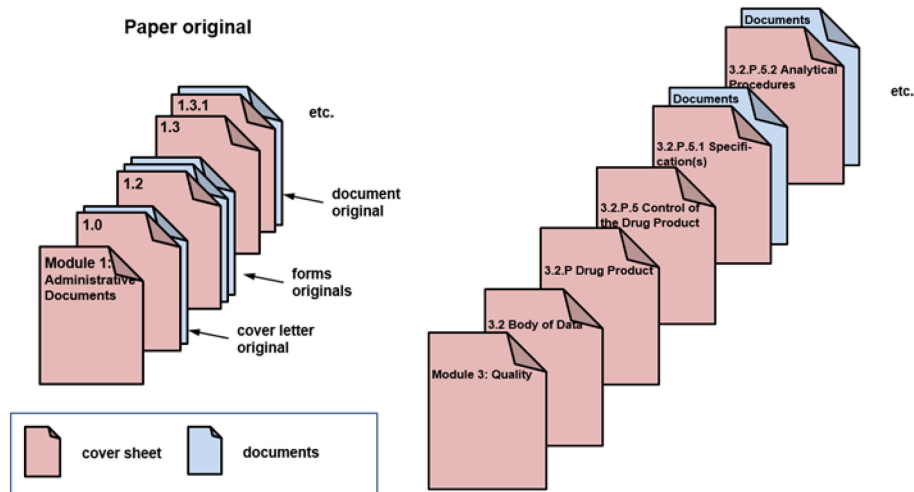 Paper original
1.3.1
1.3
etc.
1.2
document
original
1.0
forms
originals
Module 1:
Administrative
Documents
cover letter
original
cover sheet
documents
Documents
3.2.P.5.2 Analytical
Procedures
etc.
Documents
3.2.P.5.1 Specifi-
cation(s)
3.2.P.5 Control of
the Drug Product
3.2.P Drug Product
3.2 Body of Data
Module 3: Quality